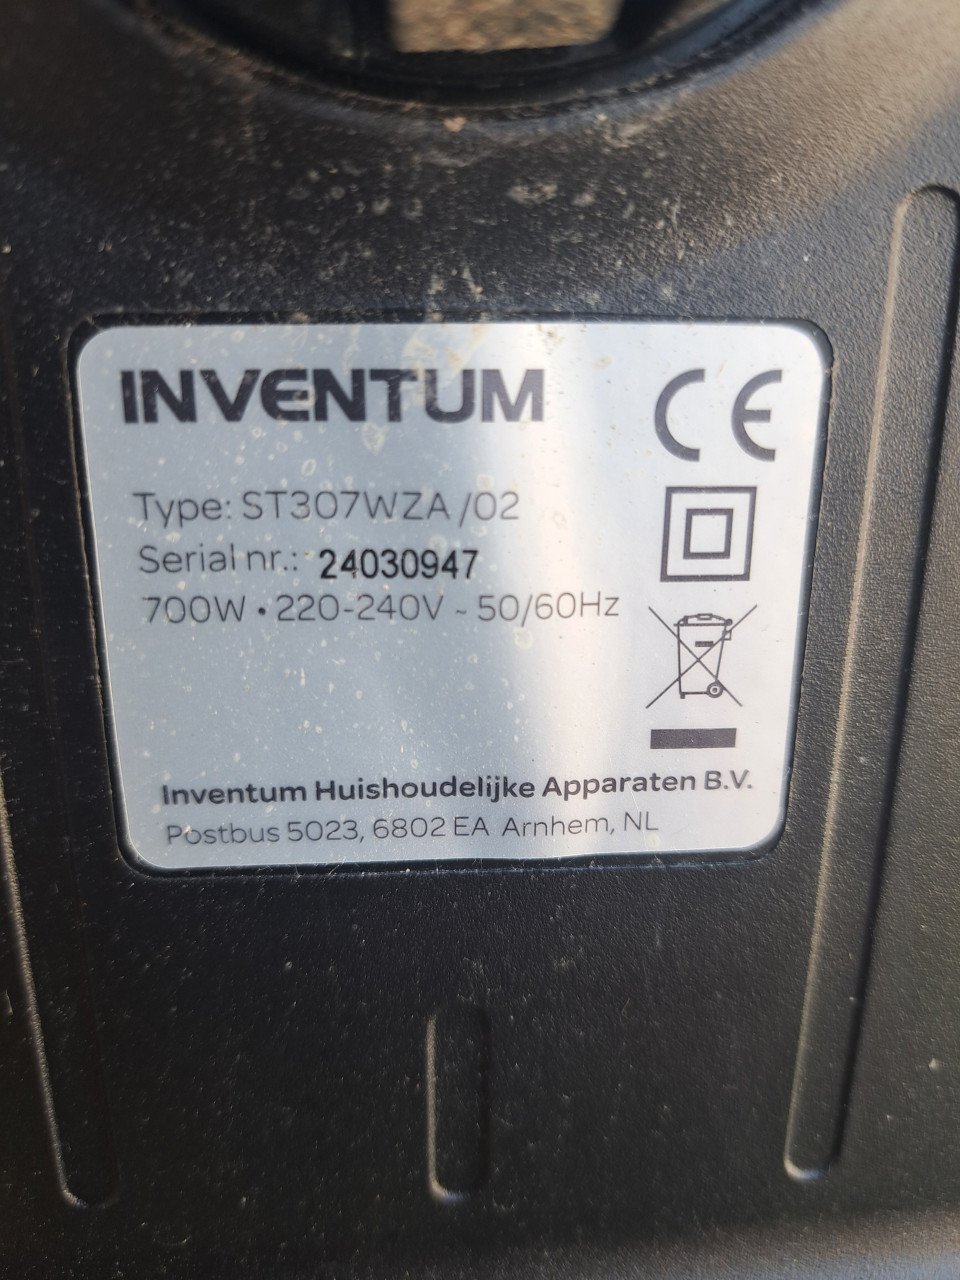 INVENTUM
CE
Type: ST307WZA /02
Serial nr.: 24030947
700W • 220-240V ~ 50/60Hz
Inventum Huishoudelijke Apparaten B.V.
Postbus 5023, 6802 EA Arnhem, NL